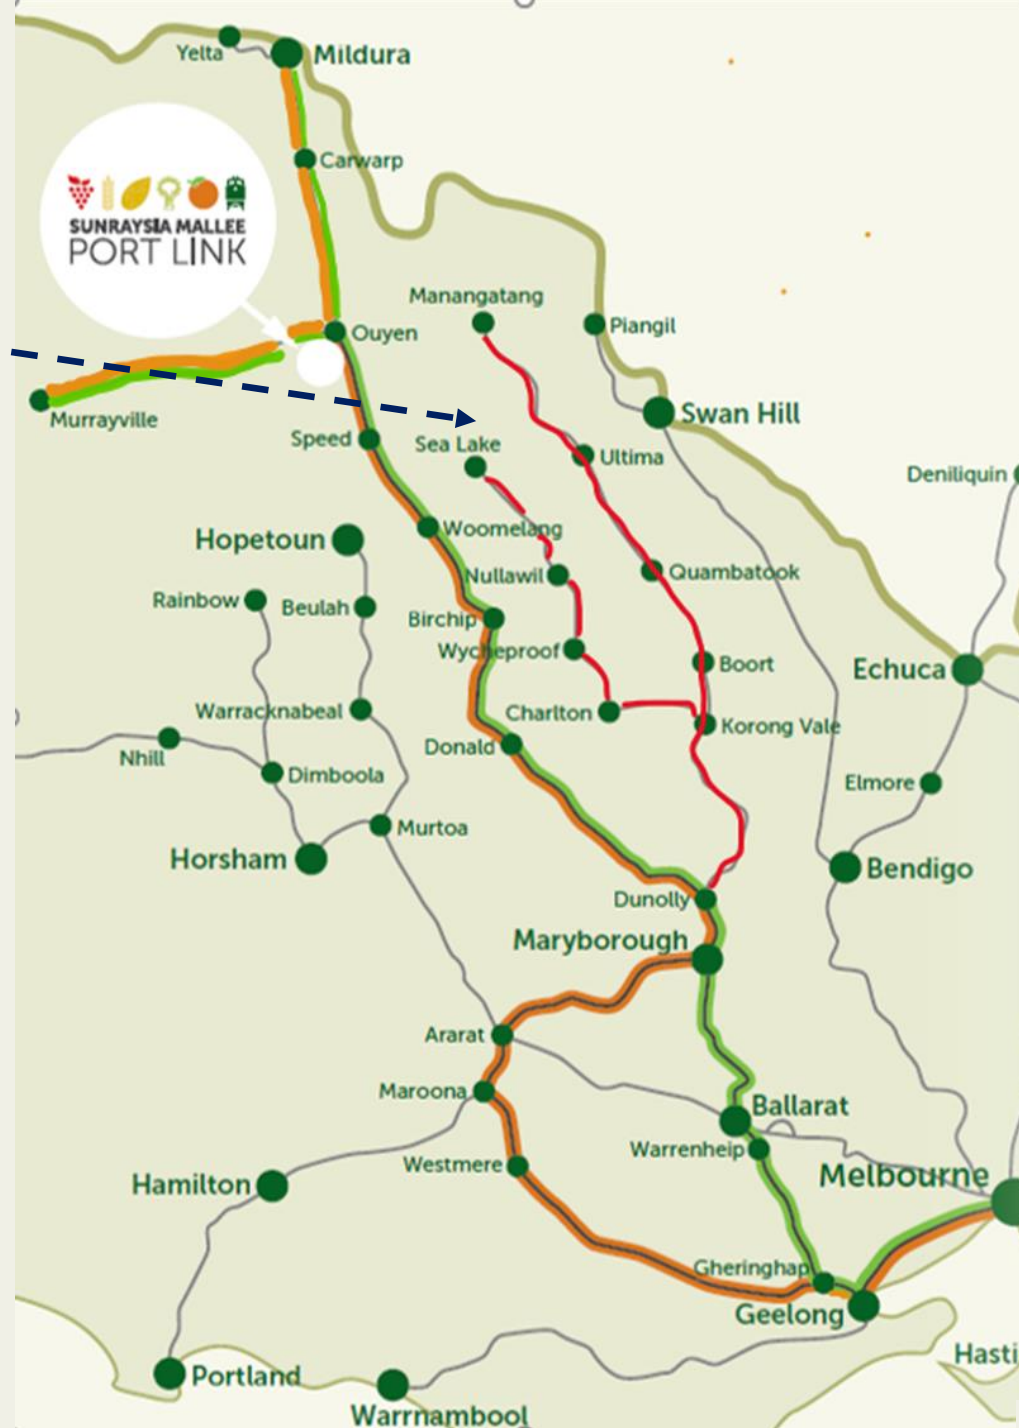 Yelta
Mildura
Carwarp
SUNRAYSIA MALLEE
PORT LINK
Manangatang
Piangil
Ouyen
Murrayville
Swan Hill
Speed
Sea Lake
Ultima
Deniliquin
Hopetoun
Woomelang
Nullawil
Quambatook
Rainbow
Beulah
Birchip
Wycheproof
Boort
Echuca
Warracknabeal
Charlton
Korong Vale
Nhill
Donald
Dimboola
Elmore
Murtoa
Horsham
Bendigo
Dunolly
Maryborough
Ararat
Maroona
Ballarat
Warrenheip
Westmere
Melbourne
Hamilton
Gheringhap
Geelong
Hasti
Portland
Warrnambool